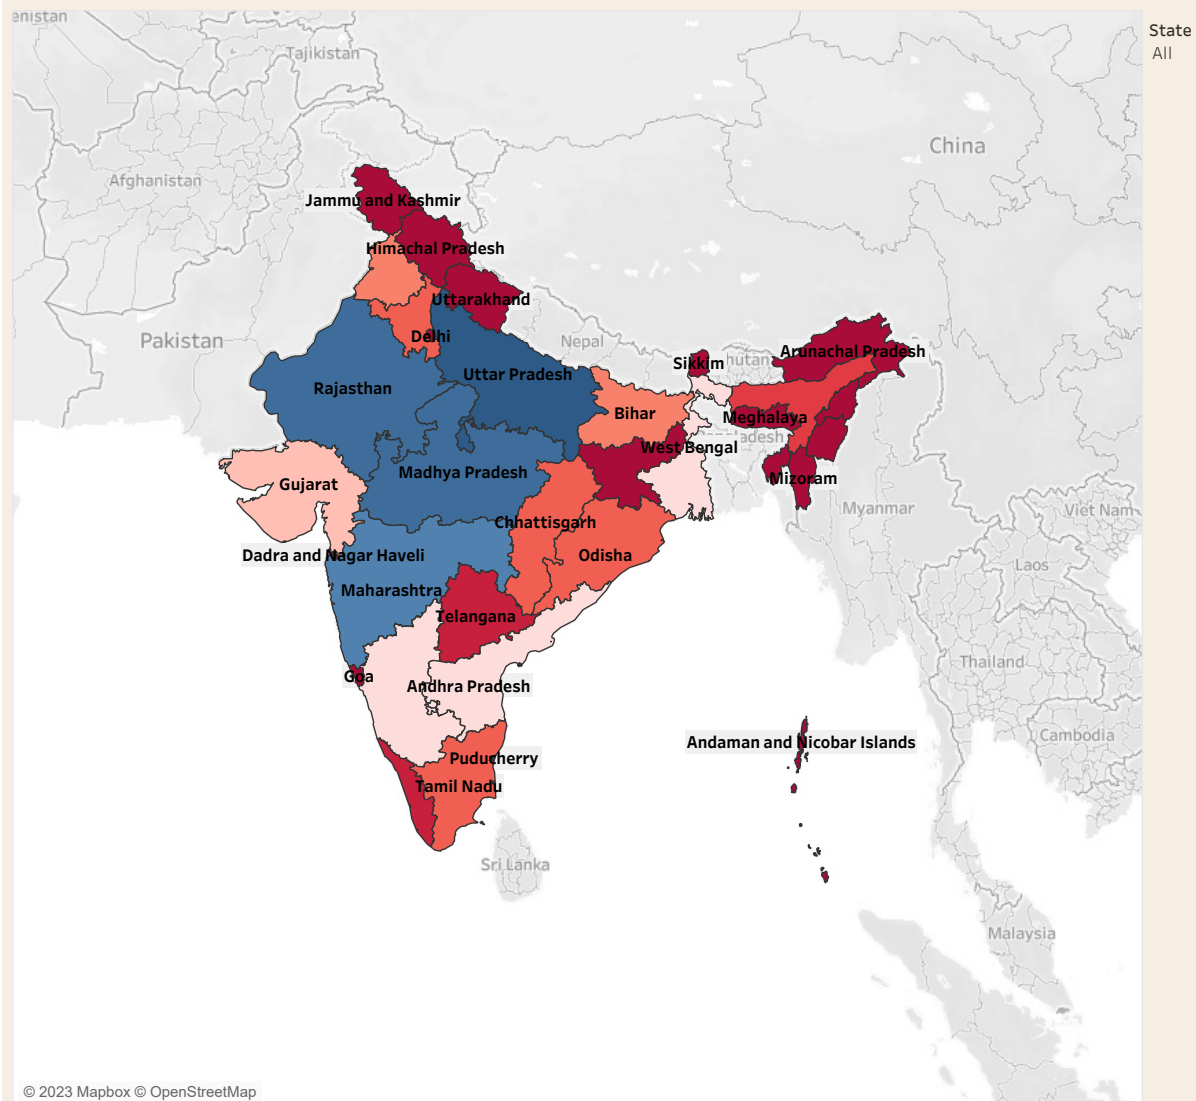 enistan
State
All
Tajikistan
China
Afghanistan
Jammu and Kashmir
Himachal Pradesh
Uttarakhand
Pakistan
Delhi
Nepal
Sikkim
hutan
Arunachal Pradesh
Uttar Pradesh
Rajasthan
Bihar
Meghalaya
adesh
West Bengal
Madhya Pradesh
Gujarat
Mizoram
Myanmar
Viet Nam
Chhattisgarh
Dadra and Nagar Haveli
Odisha
Laos
Maharashtra
Telangana
Thailand
Goa
Andhra Pradesh
Cambodia
Andaman and Nicobar Islands
Puducherry
Tamil Nadu
Sri Lanka
Malaysia
© 2023 Mapbox © OpenStreetMap